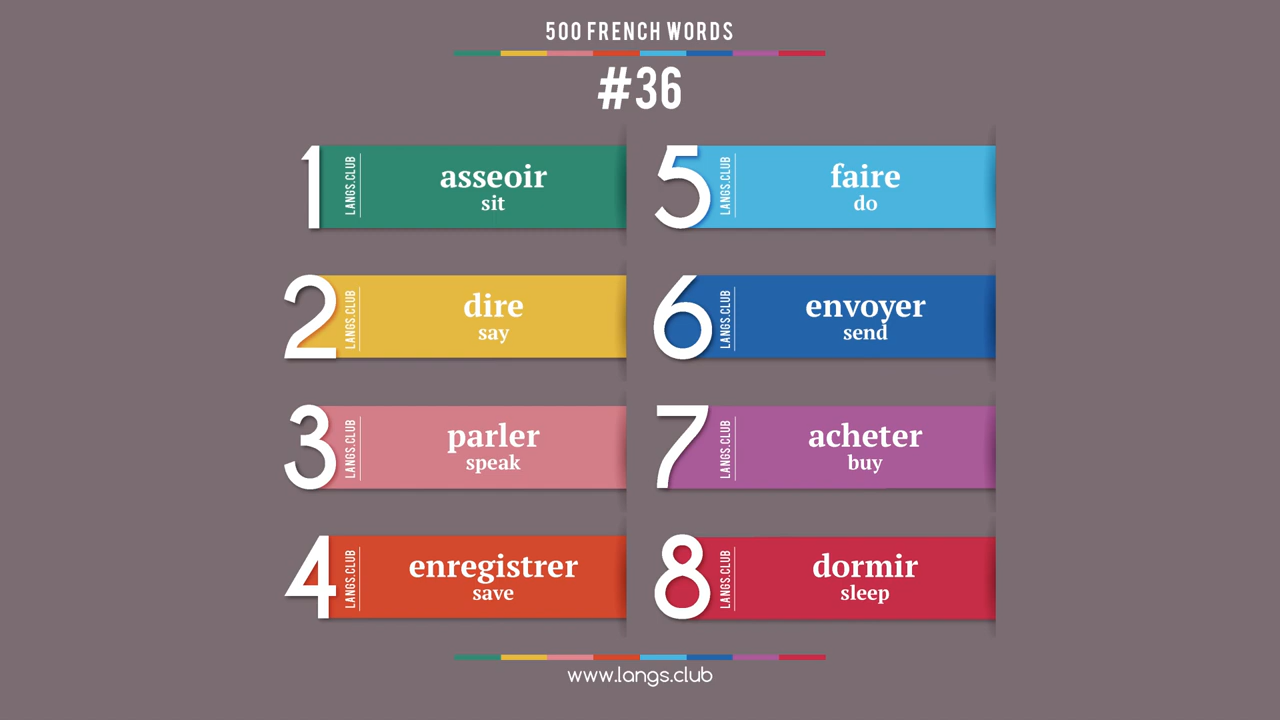 500 FRENCH WORDS
#36
1
LANGS.CLUB
asseoir
sit
2
LANGS.CLUB
dire
say
3
LANGS.CLUB
parler
speak
4
LANGS.CLUB
enregistrer
save
5
LANGS.CLUB
faire
do
6
LANGS.CLUB
envoyer
send
7
LANGS.CLUB
acheter
buy
8
LANGS.CLUB
dormir
sleep
www.langs.club